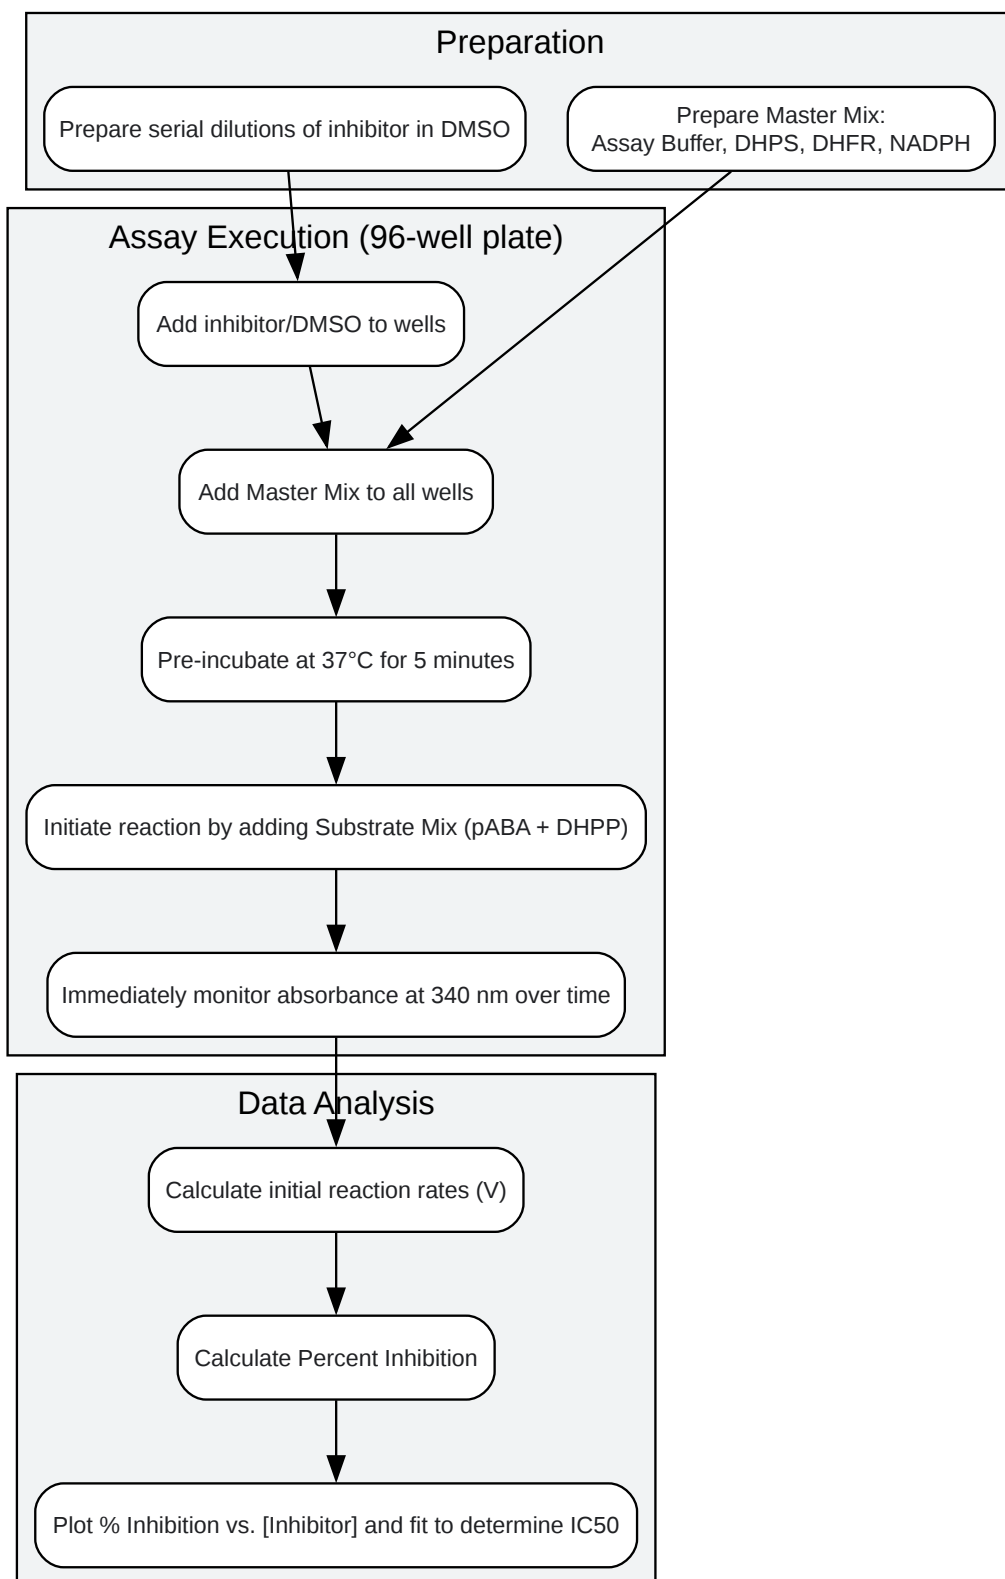 Preparation
Prepare serial dilutions of inhibitor in DMSO
Prepare Master Mix:
Assay Buffer, DHPS, DHFR, NADPH
Assay Execution (96-well plate)
Add inhibitor/DMSO to wells
Add Master Mix to all wells
Pre-incubate at 37°C for 5 minutes
Initiate reaction by adding Substrate Mix (pABA + DHPP)
Immediately monitor absorbance at 340 nm over time
Data Analysis
Calculate initial reaction rates (V)
Calculate Percent Inhibition
Plot % Inhibition vs. [Inhibitor] and fit to determine IC50